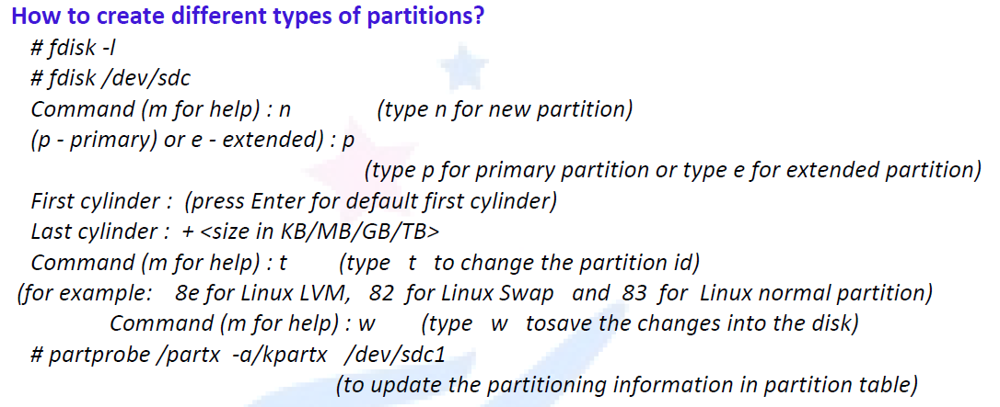 How to create different types of partitions?
# fdisk -l
# fdisk /dev/sdc
Command (m for help) : n (type n for new partition)
(p - primary) or e - extended) : p
(type p for primary partition or type e for extended partition)
First cylinder : (press Enter for default first cylinder)
Last cylinder : + <size in KB/MB/GB/TB>
Command (m for help) : t (type t to change the partition id)
(for example: 8e for Linux LVM, 82 for Linux Swap and 83 for Linux normal partition)
Command (m for help) : w (type w tosave the changes into the disk)
# partprobe /partx -a/kpartx /dev/sdc1
(to update the partitioning information in partition table)